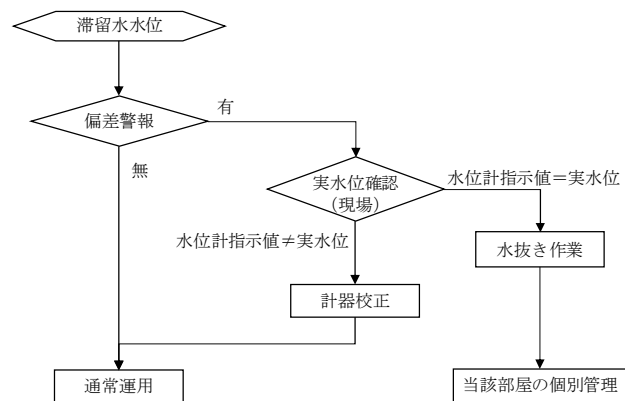 滞留水水位
偏差警報
有
無
実水位確認
（現場）
水位計指示値＝実水位
水位計指示値≠実水位
水抜き作業
計器校正
通常運用
当該部屋の個別管理